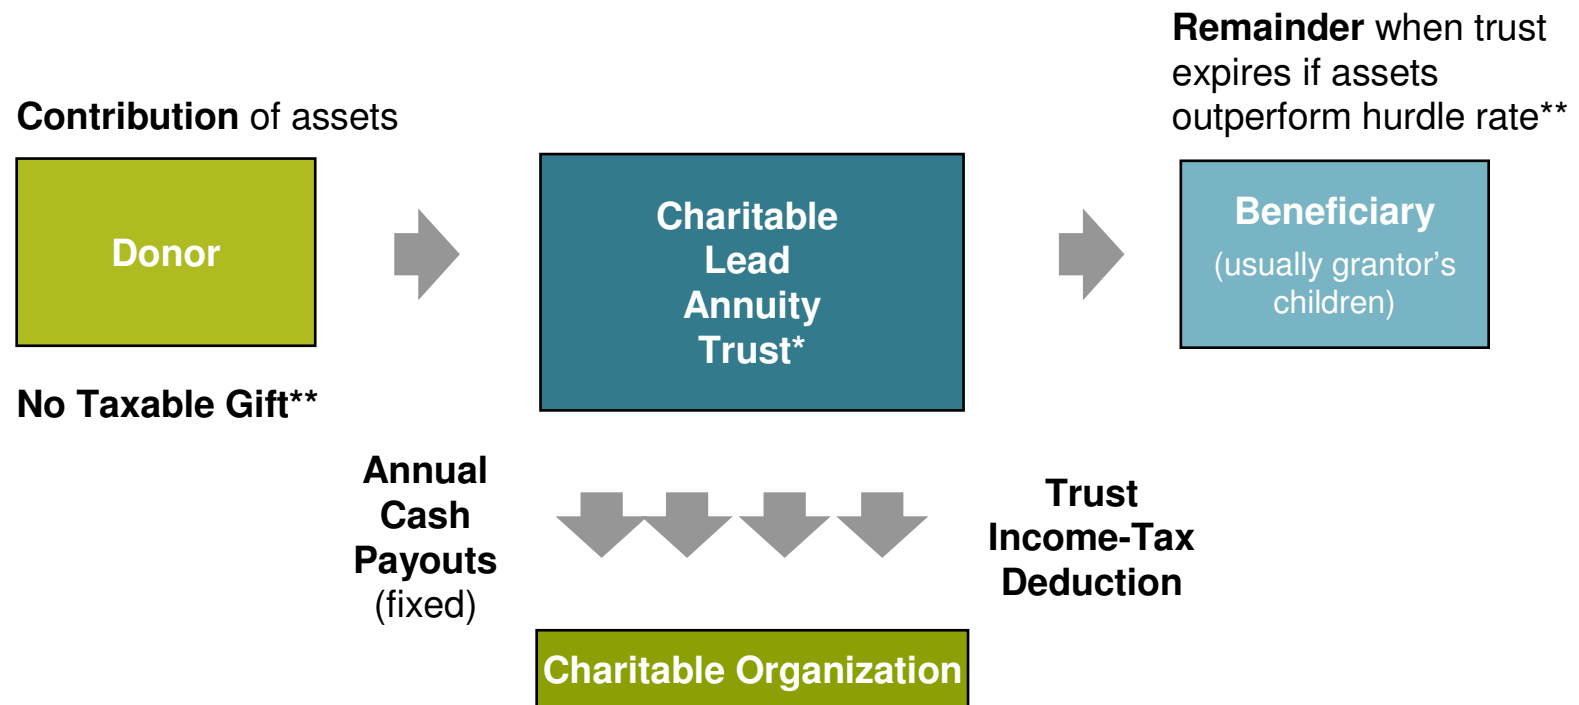 Contribution of assets
Remainder when trust
expires if assets
outperform hurdle rate**
Donor
Charitable
Lead
Annuity
Trust*
Beneficiary
(usually grantor's
children)
No Taxable Gift**
Annual
Cash
Payouts
(fixed)
Trust
Income-Tax
Deduction
Charitable Organization